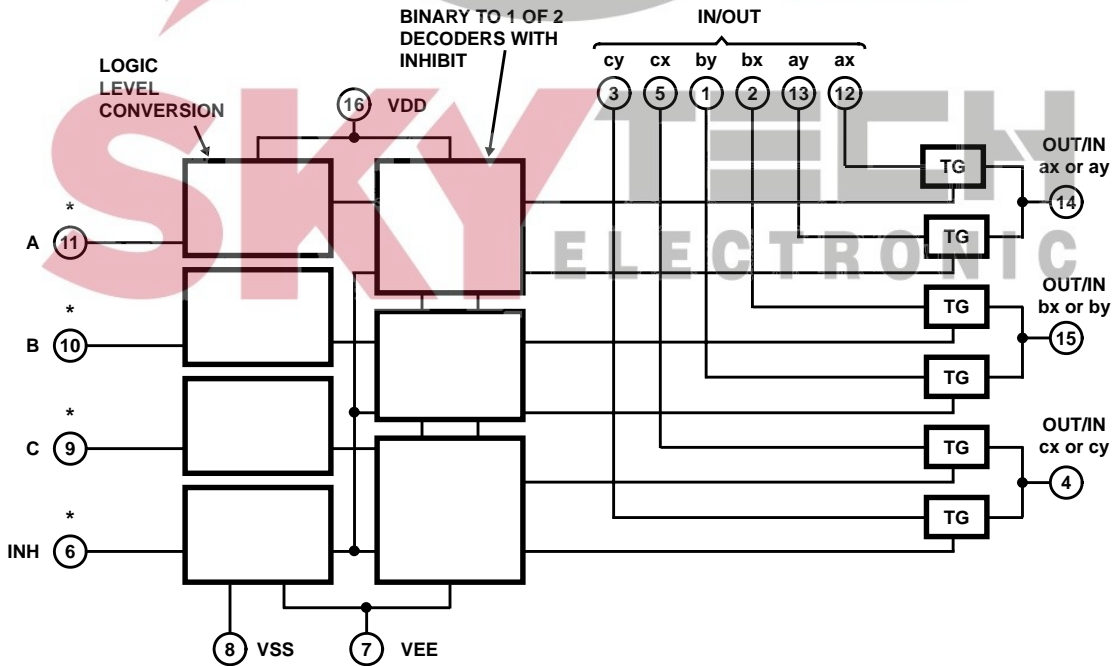 BINARY TO 1 OF 2
DECODERS WITH
INHIBIT
IN/OUT
LOGIC
LEVEL
CONVERSION
cy cx by bx ay ax
3 5 1 2 13 12
16 VDD
SKYTECH
ELECTRONIC
TG
OUT/IN
ax or ay
14
*
A 11
TG
OUT/IN
bx or by
TG
15
*
B 10
TG
OUT/IN
cx or cy
*
C 9
TG
4
TG
*
INH 6
8 VSS
7 VEE